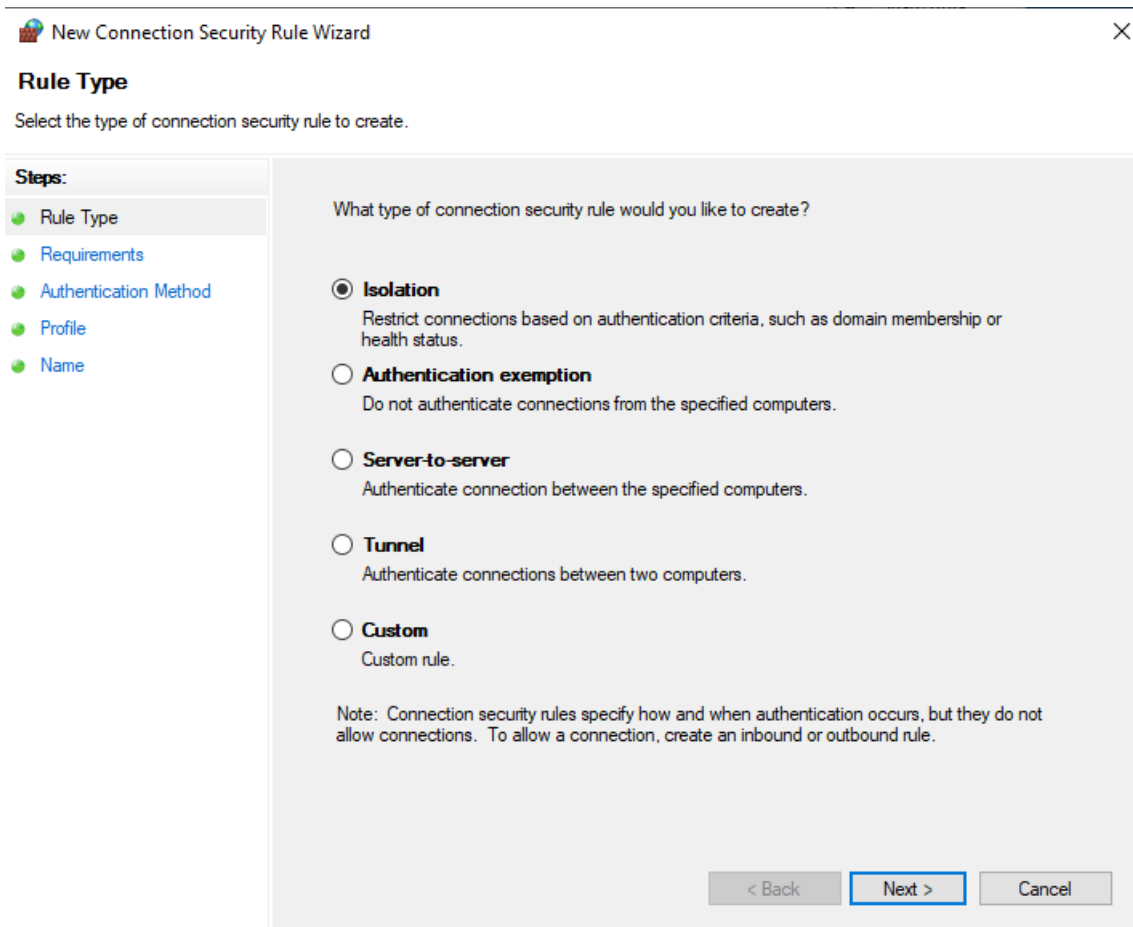 New Connection Security Rule Wizard
Rule Type
Select the type of connection security rule to create.
Steps:
Rule Type
Requirements
Authentication Method
Profile
Name
What type of connection security rule would you like to create?
Isolation
Restrict connections based on authentication criteria, such as domain membership or
health status.
Authentication exemption
Do not authenticate connections from the specified computers.
Server-to-server
Authenticate connection between the specified computers.
Tunnel
Authenticate connections between two computers.
Custom
Custom rule.
Note: Connection security rules specify how and when authentication occurs, but they do not
allow connections. To allow a connection, create an inbound or outbound rule.
< Back
Next >
Cancel